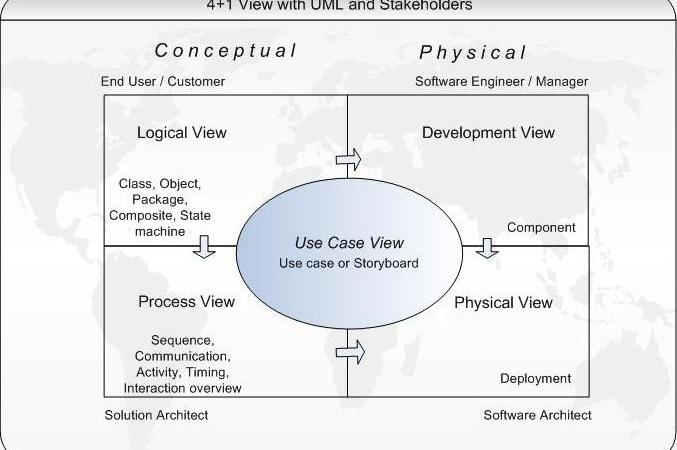 4+1 View with UML and Stakeholders
Conceptual
Physical
End User / Customer
Software Engineer / Manager
Logical View
Development View
Class, Object,
Package,
Composite, State
machine
Component
Use Case View
Use case or Storyboard
Process View
Physical View
Sequence,
Communication,
Activity, Timing,
Interaction overview
Deployment
Solution Architect
Software Architect